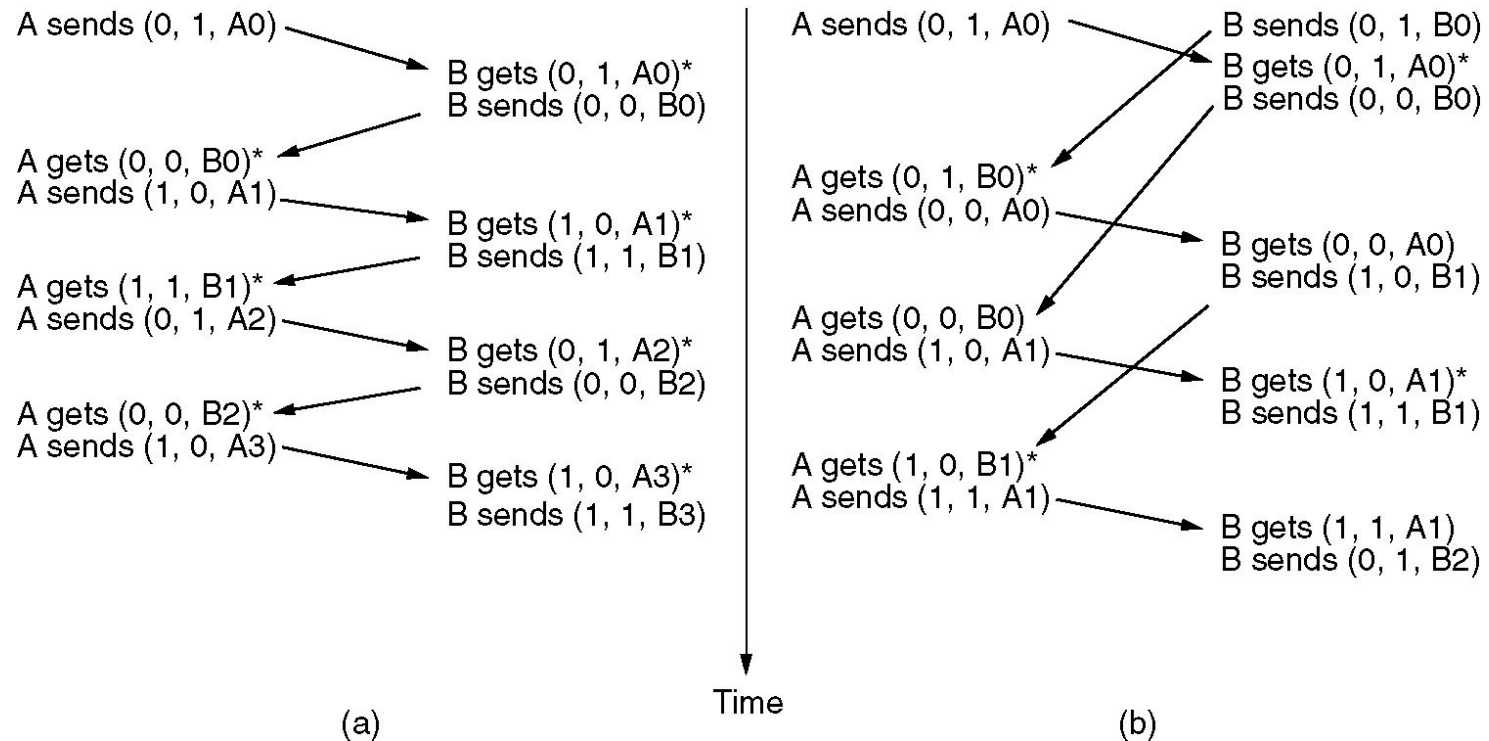 A sends (0, 1, A0)
B gets (0, 1, A0)*
B sends (0, 0, B0)
A gets (0, 0, B0)*
A sends (1, 0, A1)
B gets (1, 0, A1)*
B sends (1, 1, B1)
A gets (1, 1, B1)*
A sends (0, 1, A2)
B gets (0, 1, A2)*
B sends (0, 0, B2)
A gets (0, 0, B2)*
A sends (1, 0, A3)
B gets (1, 0, A3)*
B sends (1, 1, B3)
(a)
Time
A sends (0, 1, A0)
B sends (0, 1, B0)
B gets (0, 1, A0)*
B sends (0, 0, B0)
A gets (0, 1, B0)*
A sends (0, 0, A0)
B gets (0, 0, A0)
B sends (1, 0, B1)
A gets (0, 0, B0)
A sends (1, 0, A1)
B gets (1, 0, A1)*
B sends (1, 1, B1)
A gets (1, 0, B1)*
A sends (1, 1, A1)
B gets (1, 1, A1)
B sends (0, 1, B2)
(b)